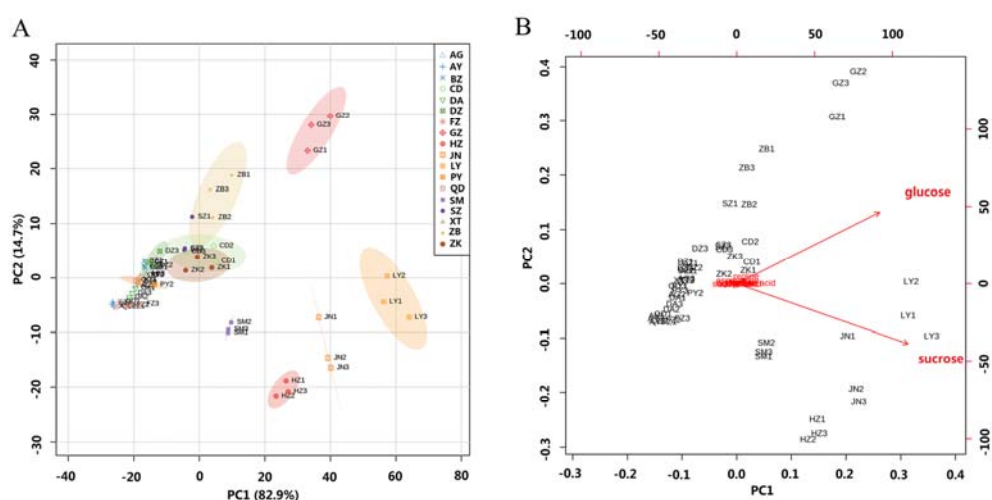 A
B
40
30
20
10
0
-10
-20
-30
PC2 (14.7%)
-40 -20 0 20 40 60 80
PC1 (82.9%)
GZ2
GZ3
GZ1
ZB1
ZB3
ZB2
SZ1
CD2
DZ3
CD1
ZK3
ZK1
ZK2
PY2
FZ3
LY2
LY1
LY3
JN1
SM2
SM1
JN2
JN3
HZ1
HZ3
HZ2
AG
AY
BZ
CD
DA
DZ
FZ
GZ
HZ
JN
LY
PY
QD
SM
SZ
XT
ZB
ZK
-100 -50 0 50 100
0.4
0.3
0.2
0.1
0.0
-0.1
-0.2
-0.3
PC2
100
50
0
-50
-100
-0.3 -0.2 -0.1 0.0 0.1 0.2 0.3 0.4
PC1
GZ2
GZ3
GZ1
ZB1
ZB3
SZ1 ZB2
glucose
CD2
DZ3
ZK3
CD1
ZK1
ZK2
PY2
LY2
LY1
LY3
JN1
SM2
SM3
SM1
sucrose
JN2
JN3
HZ1
HZ3
HZ2